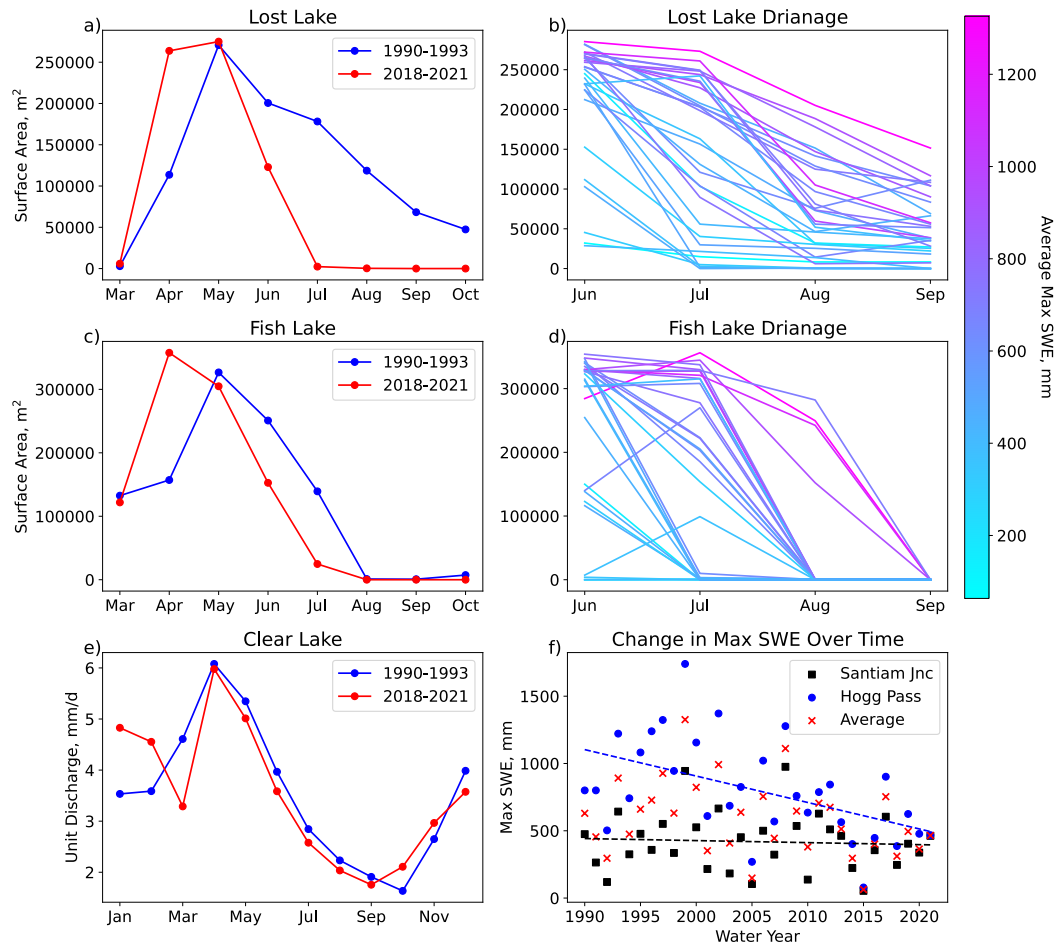 a) Lost Lake
Surface Area, m²
250000
200000
150000
100000
50000
0
Mar Apr May Jun Jul Aug Sep Oct
1990-1993
2018-2021
b) Lost Lake Drianage
250000
200000
150000
100000
50000
0
Jun Jul Aug Sep
c) Fish Lake
Surface Area, m²
300000
200000
100000
0
Mar Apr May Jun Jul Aug Sep Oct
1990-1993
2018-2021
d) Fish Lake Drianage
300000
200000
100000
0
Jun Jul Aug Sep
1200
1000
800
600
400
200
Average Max SWE, mm
e) Clear Lake
Unit Discharge, mm/d
6
5
4
3
2
Jan Mar May Jul Sep Nov
1990-1993
2018-2021
f) Change in Max SWE Over Time
Max SWE, mm
1500
1000
500
0
1990 1995 2000 2005 2010 2015 2020
Water Year
Santiam Jnc
Hogg Pass
Average